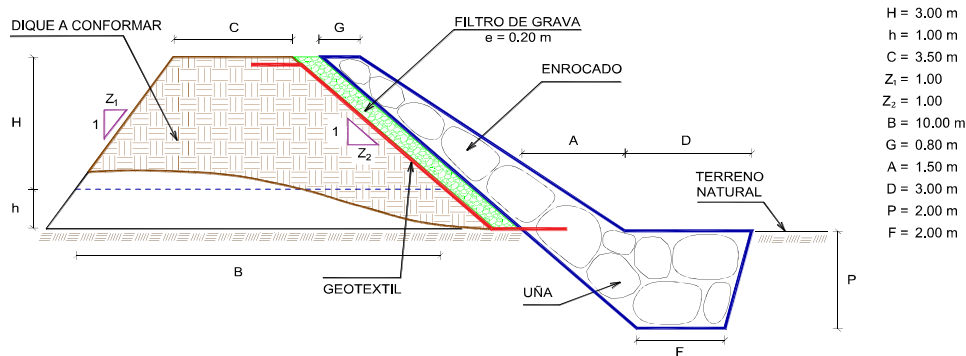 DIQUE A CONFORMAR
C
G
FILTRO DE GRAVA
e = 0.20 m
ENROCADO
H
h
Z₁
1
1
Z₂
A
D
TERRENO
NATURAL
B
GEOTEXTIL
UÑA
P
F
H = 3.00 m
h = 1.00 m
C = 3.50 m
Z₁ = 1.00
Z₂ = 1.00
B = 10.00 m
G = 0.80 m
A = 1.50 m
D = 3.00 m
P = 2.00 m
F = 2.00 m